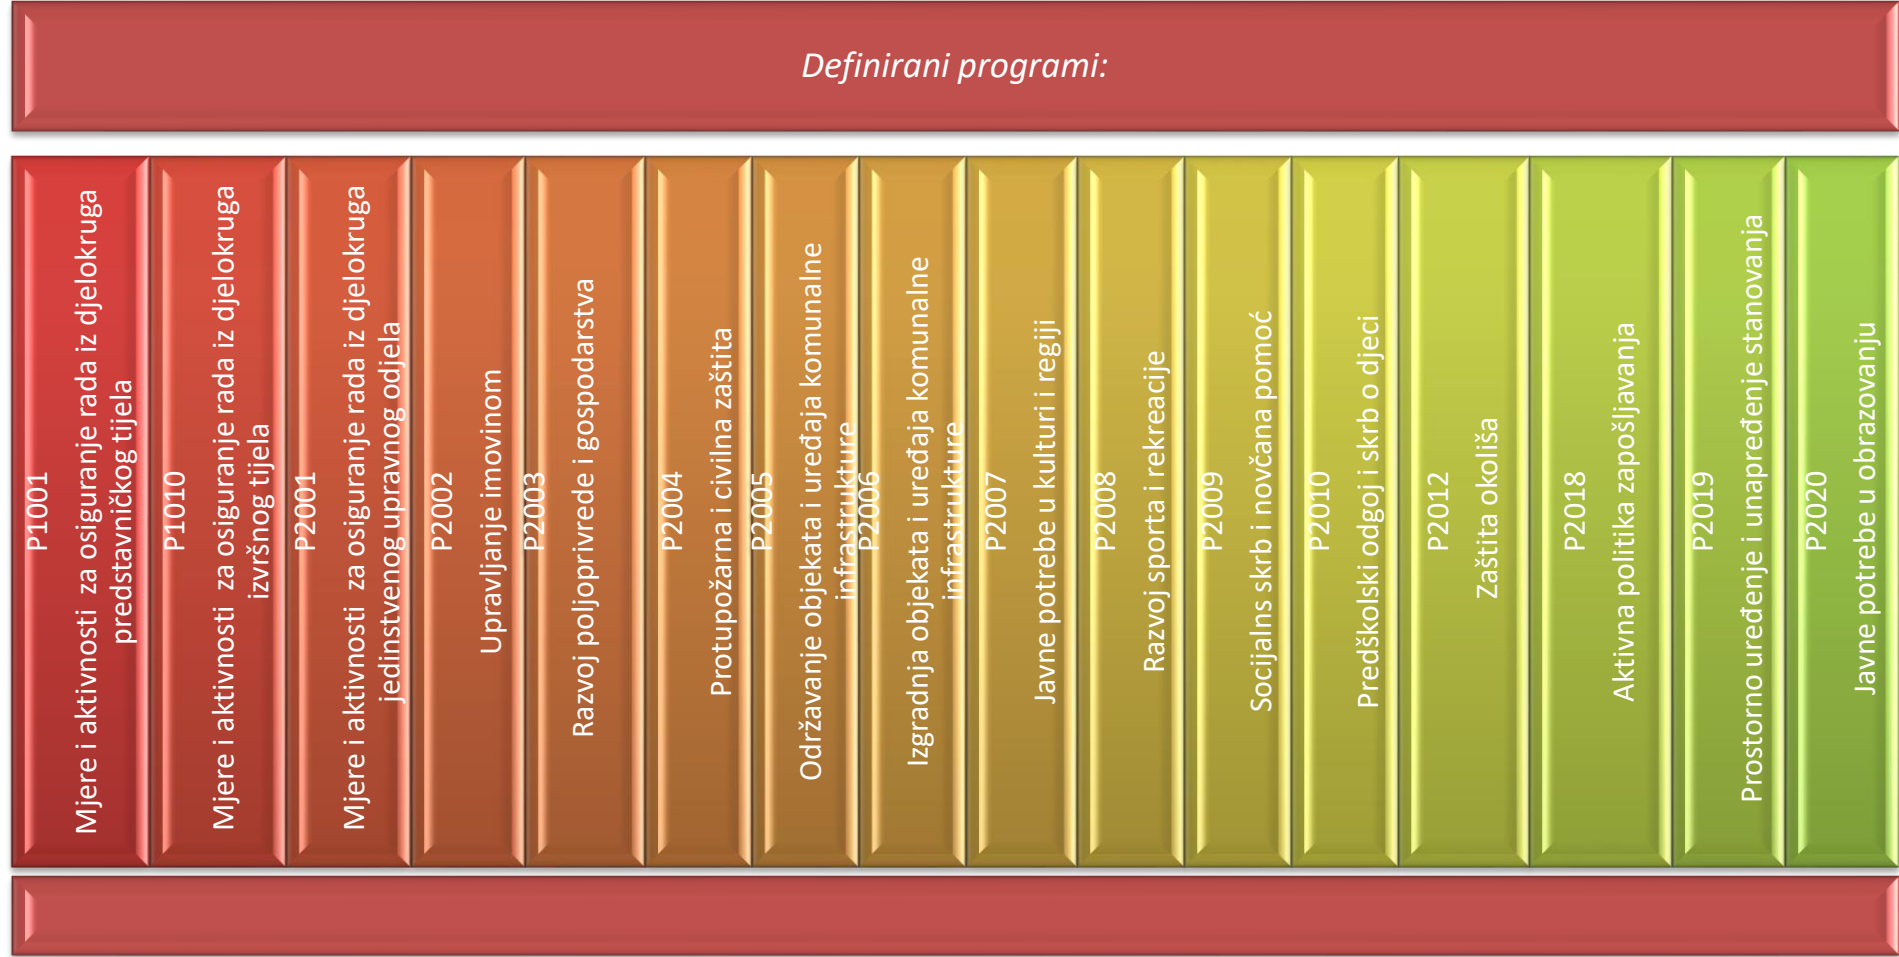 Definirani programi:
P1001
Mjere i aktivnosti  za osiguranje rada iz djelokruga
predstavničkog tijela
P1010
Mjere i aktivnosti  za osiguranje rada iz djelokruga
izvršnog tijela
P2001
Mjere i aktivnosti  za osiguranje rada iz djelokruga
jedinstvenog upravnog odjela
P2002
Upravljanje imovinom
P2003
Razvoj poljoprivrede i gospodarstva
P2004
Protupožarna i civilna zaštita
P2005
Održavanje objekata i uređaja komunalne
infrastrukture
P2006
Izgradnja objekata i uređaja komunalne
infrastrukture
P2007
Javne potrebe u kulturi i regiji
P2008
Razvoj sporta i rekreacije
P2009
Socijalns skrb i novčana pomoć
P2010
Predškolski odgoj i skrb o djeci
P2012
Zaštita okoliša
P2018
Aktivna politika zapošljavanja
P2019
Prostorno uređenje i unapređenje stanovanja
P2020
Javne potrebe u obrazovanju